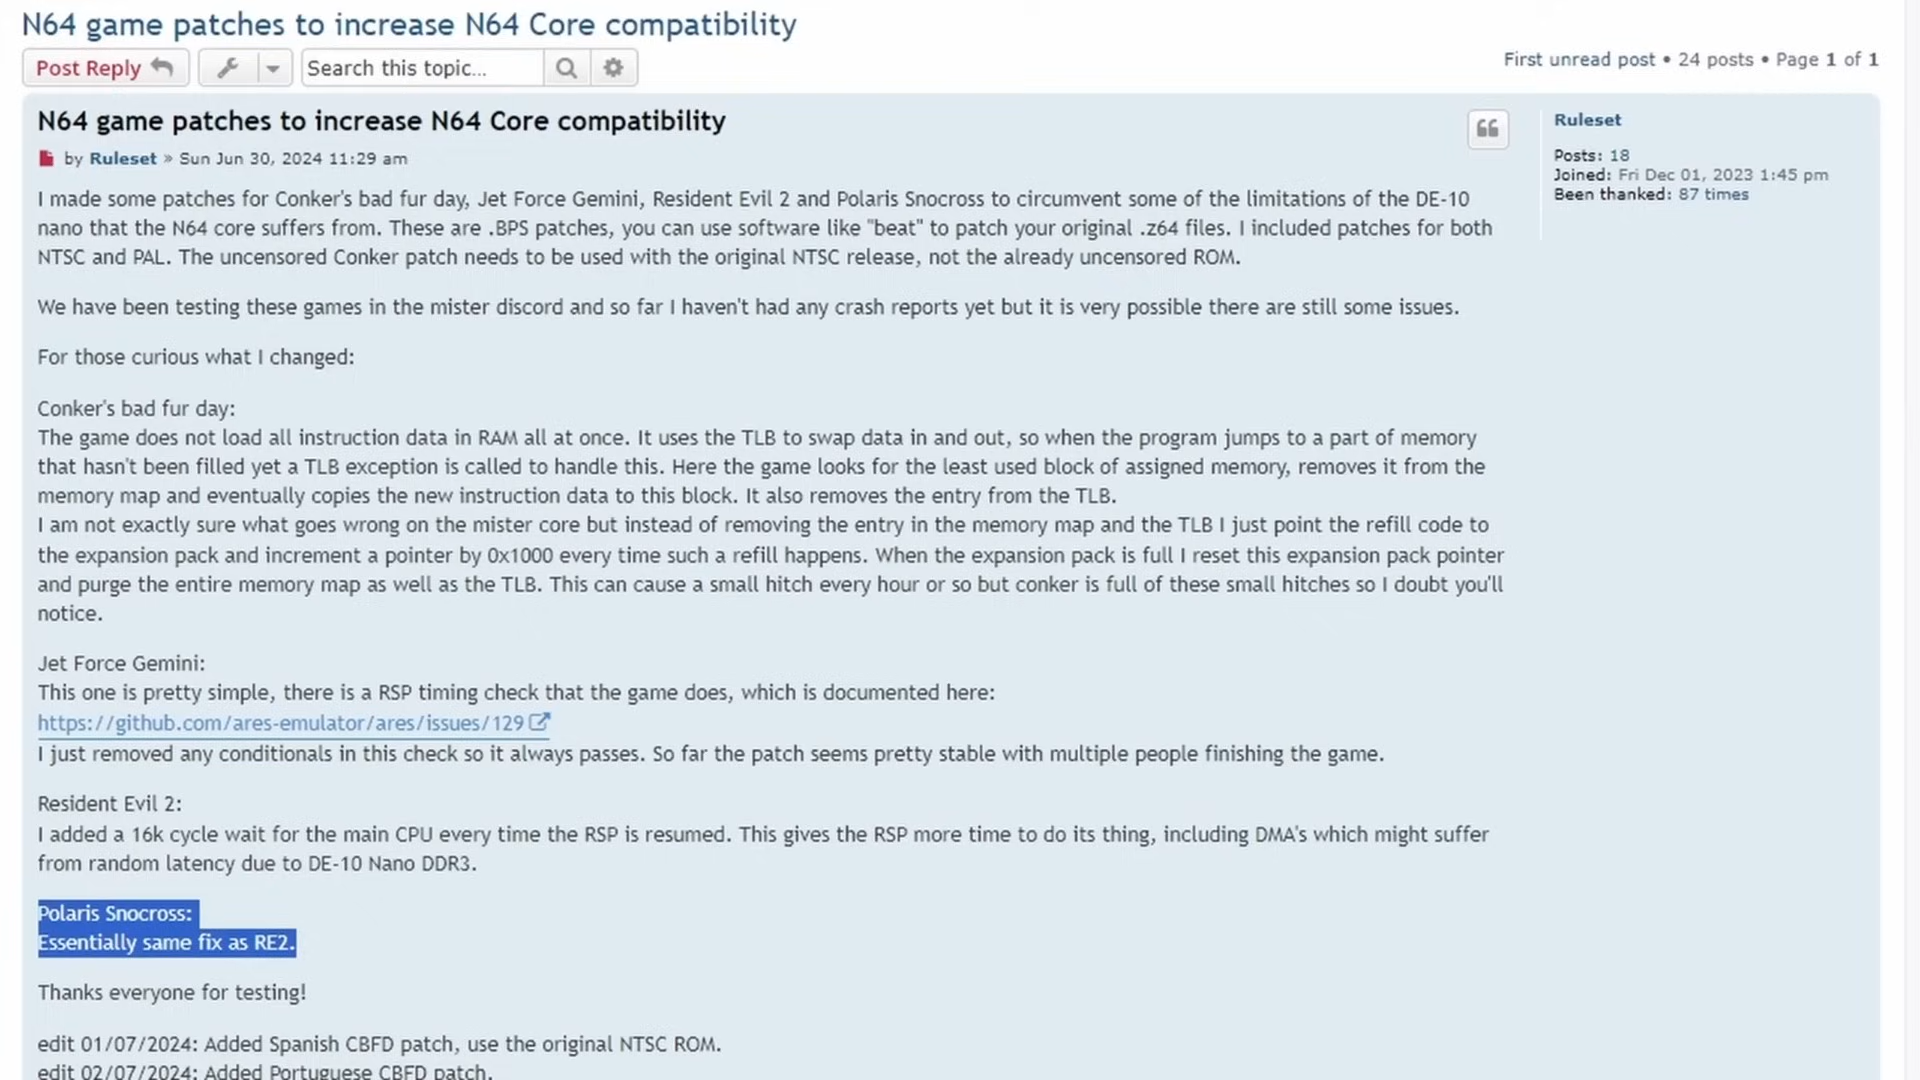 N64 game patches to increase N64 Core compatibility
Post Reply
Search this topic...
First unread post • 24 posts • Page 1 of 1
N64 game patches to increase N64 Core compatibility
by Ruleset » Sun Jun 30, 2024 11:29 am
Ruleset
Posts: 18
Joined: Fri Dec 01, 2023 1:45 pm
Been thanked: 87 times
I made some patches for Conker's bad fur day, Jet Force Gemini, Resident Evil 2 and Polaris Snocross to circumvent some of the limitations of the DE-10
nano that the N64 core suffers from. These are .BPS patches, you can use software like "beat" to patch your original .z64 files. I included patches for both
NTSC and PAL. The uncensored Conker patch needs to be used with the original NTSC release, not the already uncensored ROM.
We have been testing these games in the mister discord and so far I haven't had any crash reports yet but it is very possible there are still some issues.
For those curious what I changed:
Conker's bad fur day:
The game does not load all instruction data in RAM all at once. It uses the TLB to swap data in and out, so when the program jumps to a part of memory
that hasn't been filled yet a TLB exception is called to handle this. Here the game looks for the least used block of assigned memory, removes it from the
memory map and eventually copies the new instruction data to this block. It also removes the entry from the TLB.
I am not exactly sure what goes wrong on the mister core but instead of removing the entry in the memory map and the TLB I just point the refill code to
the expansion pack and increment a pointer by 0x1000 every time such a refill happens. When the expansion pack is full I reset this expansion pack pointer
and purge the entire memory map as well as the TLB. This can cause a small hitch every hour or so but conker is full of these small hitches so I doubt you'll
notice.
Jet Force Gemini:
This one is pretty simple, there is a RSP timing check that the game does, which is documented here:
https://github.com/ares-emulator/ares/issues/129
I just removed any conditionals in this check so it always passes. So far the patch seems pretty stable with multiple people finishing the game.
Resident Evil 2:
I added a 16k cycle wait for the main CPU every time the RSP is resumed. This gives the RSP more time to do its thing, including DMA's which might suffer
from random latency due to DE-10 Nano DDR3.
Polaris Snocross:
Essentially same fix as RE2.
Thanks everyone for testing!
edit 01/07/2024: Added Spanish CBFD patch, use the original NTSC ROM.
edit 02/07/2024: Added Portuguese CBFD patch.